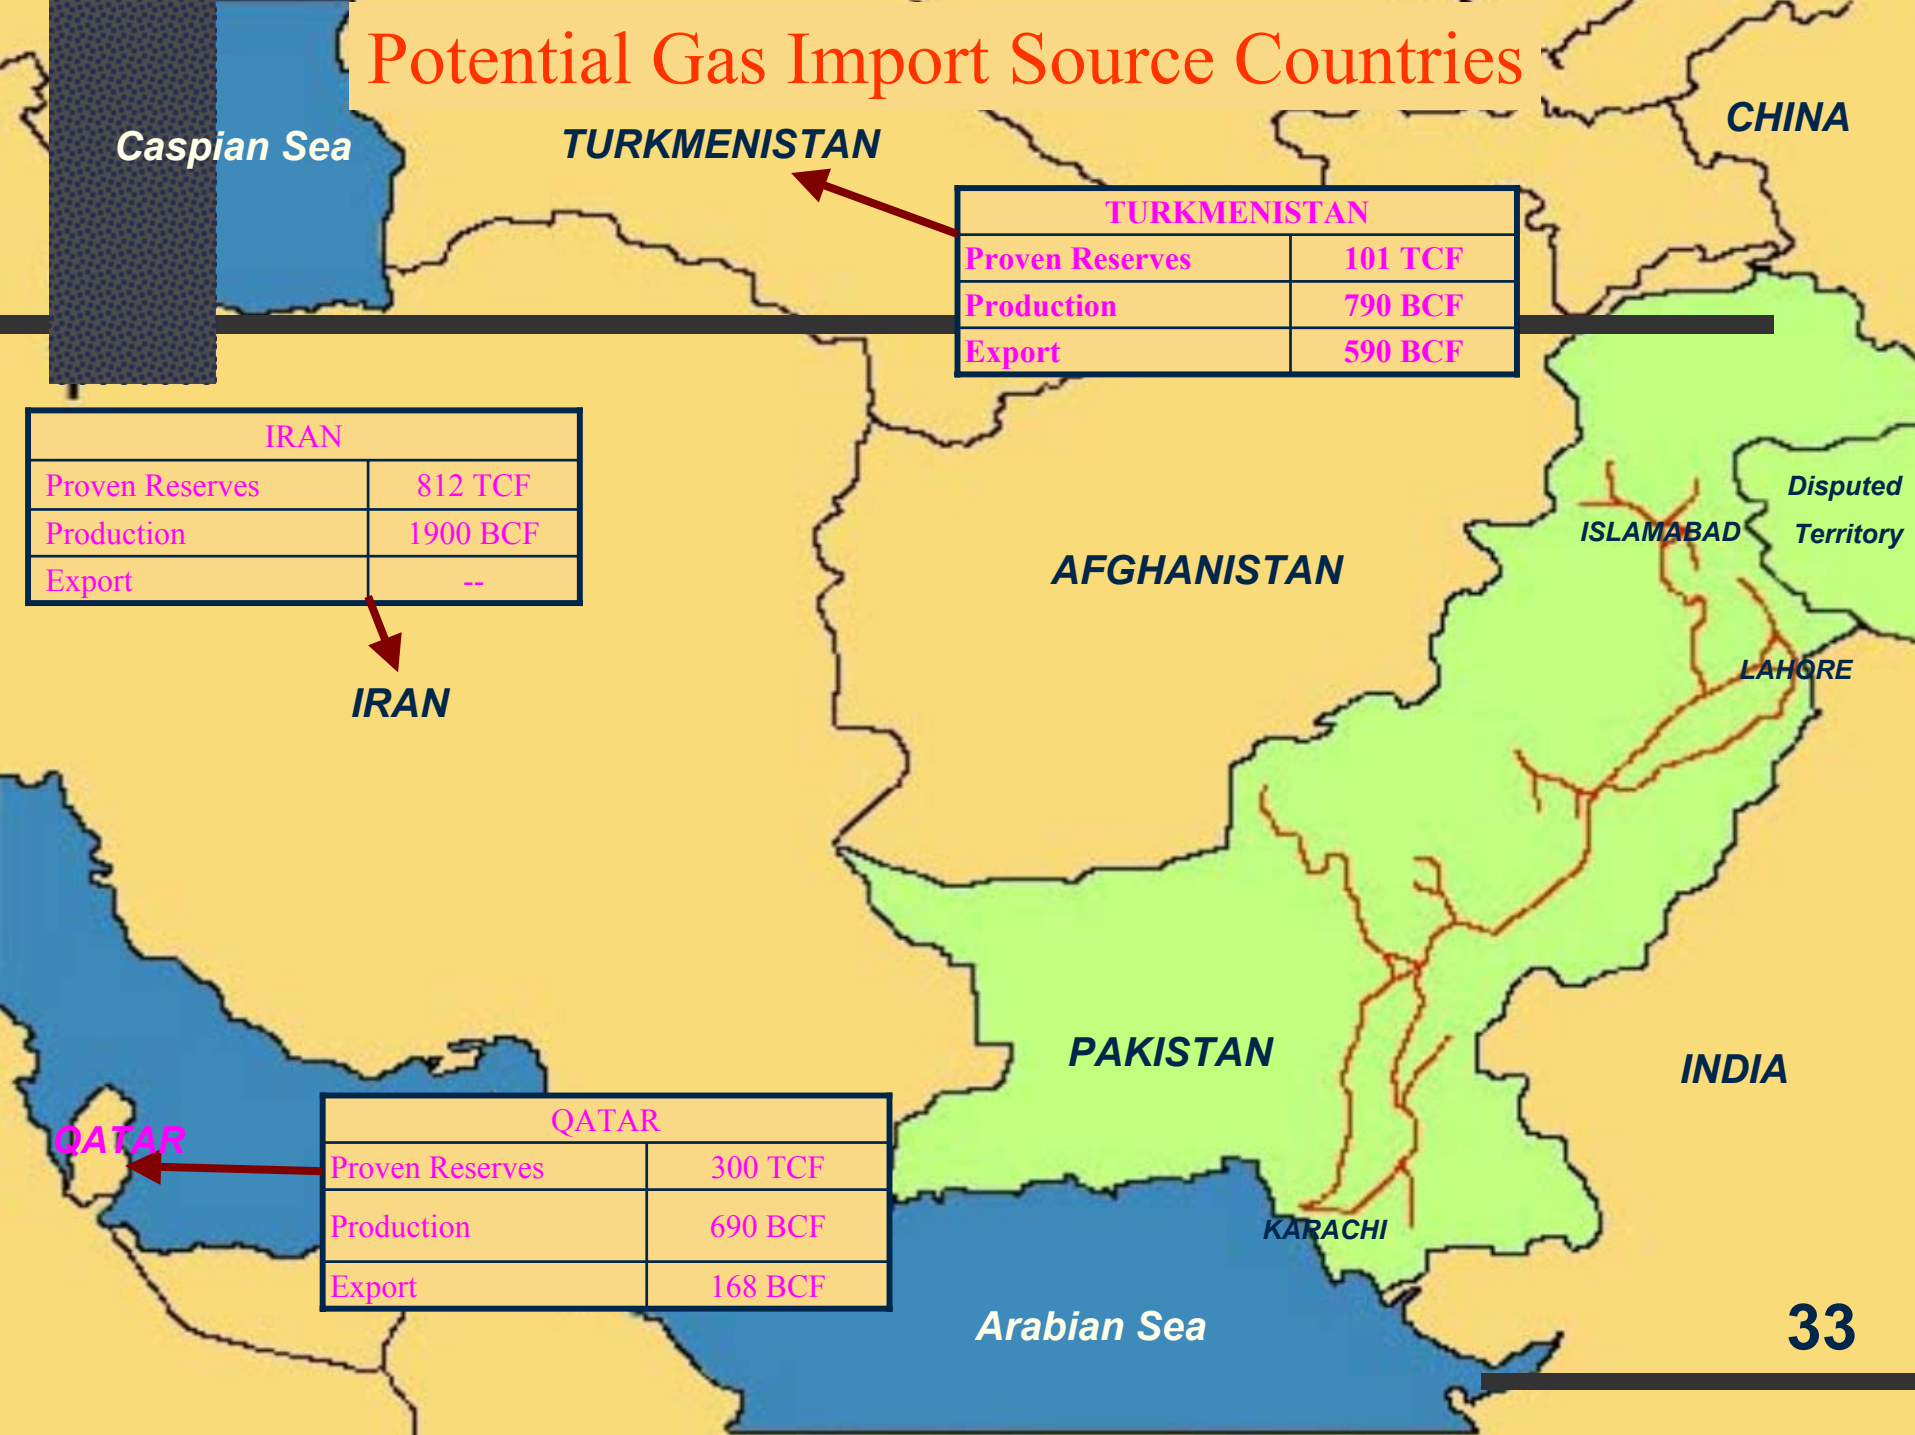 Potential Gas Import Source Countries
CHINA
Caspian Sea
TURKMENISTAN
TURKMENISTAN
Proven Reserves 101 TCF
Production 790 BCF
Export 590 BCF
IRAN
Proven Reserves 812 TCF
Production 1900 BCF
Export --
Disputed
Territory
ISLAMABAD
AFGHANISTAN
LAHORE
IRAN
PAKISTAN
INDIA
QATAR
QATAR
Proven Reserves 300 TCF
Production 690 BCF
Export 168 BCF
KARACHI
Arabian Sea
33